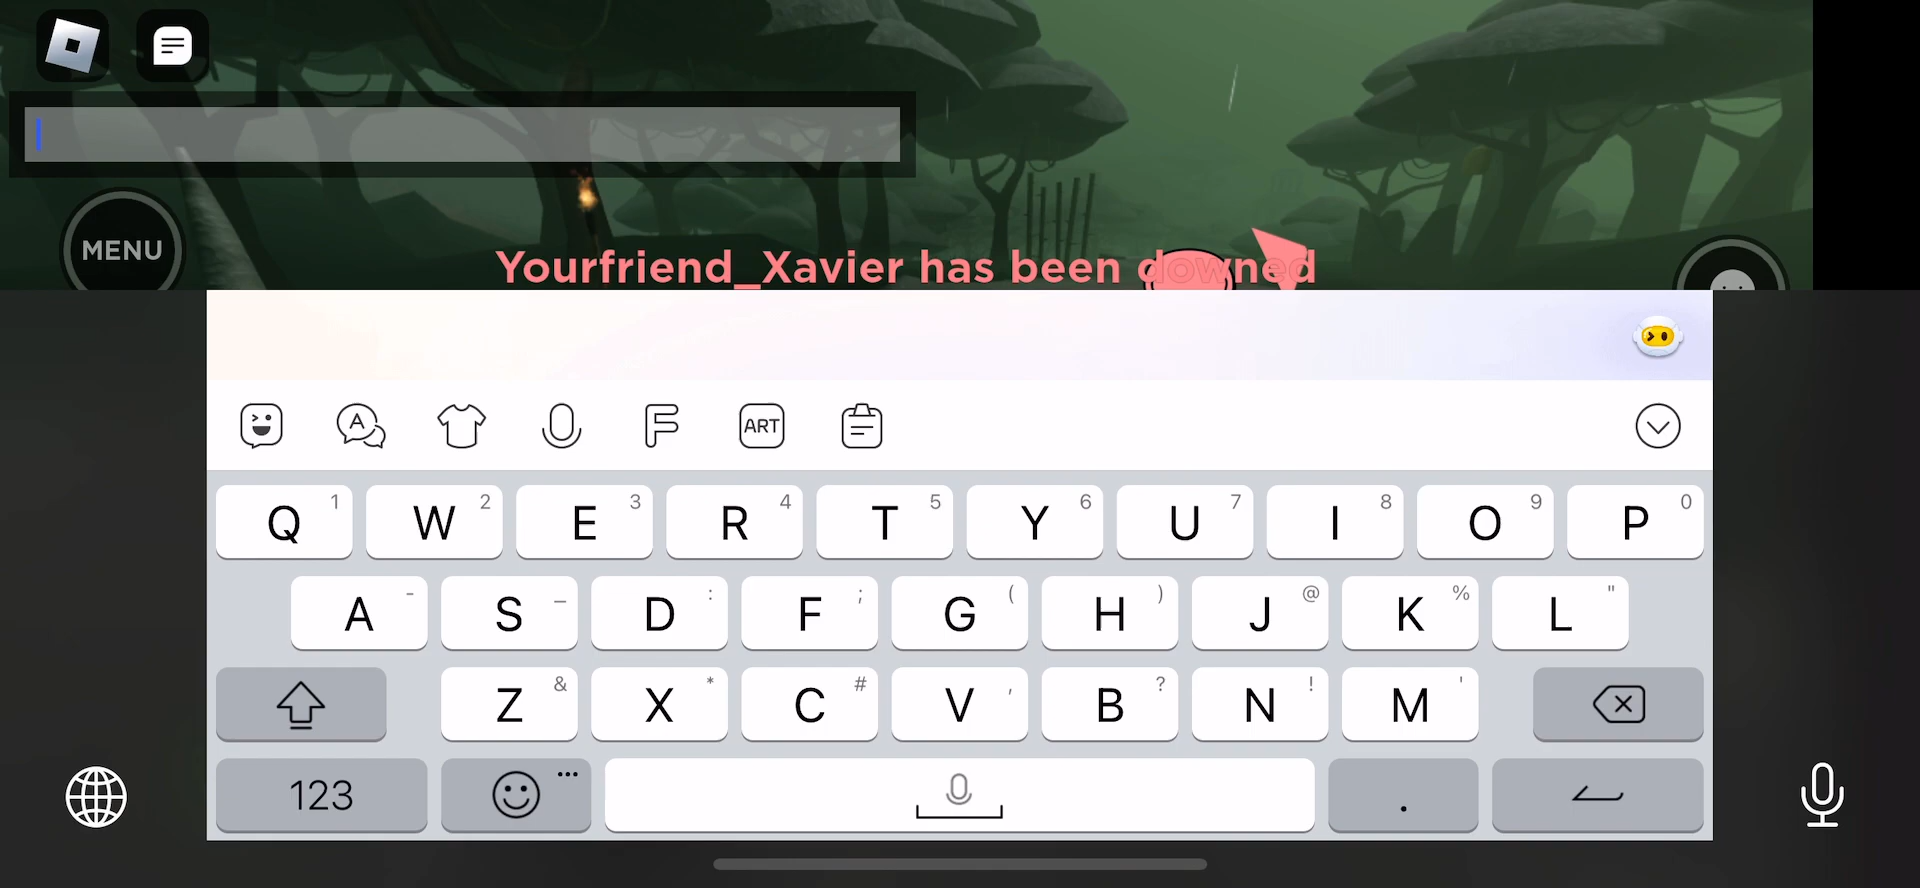 MENU
Yourfriend_Xavier has been downed
A
F
ART
Q 1 W 2 E 3 R 4 T 5 Y 6 U 7 I 8 O 9 P 0
A - S _ D : F ; G ( H ) J @ K % L "
Z & X * C # V , B ? N ! M '
123 .